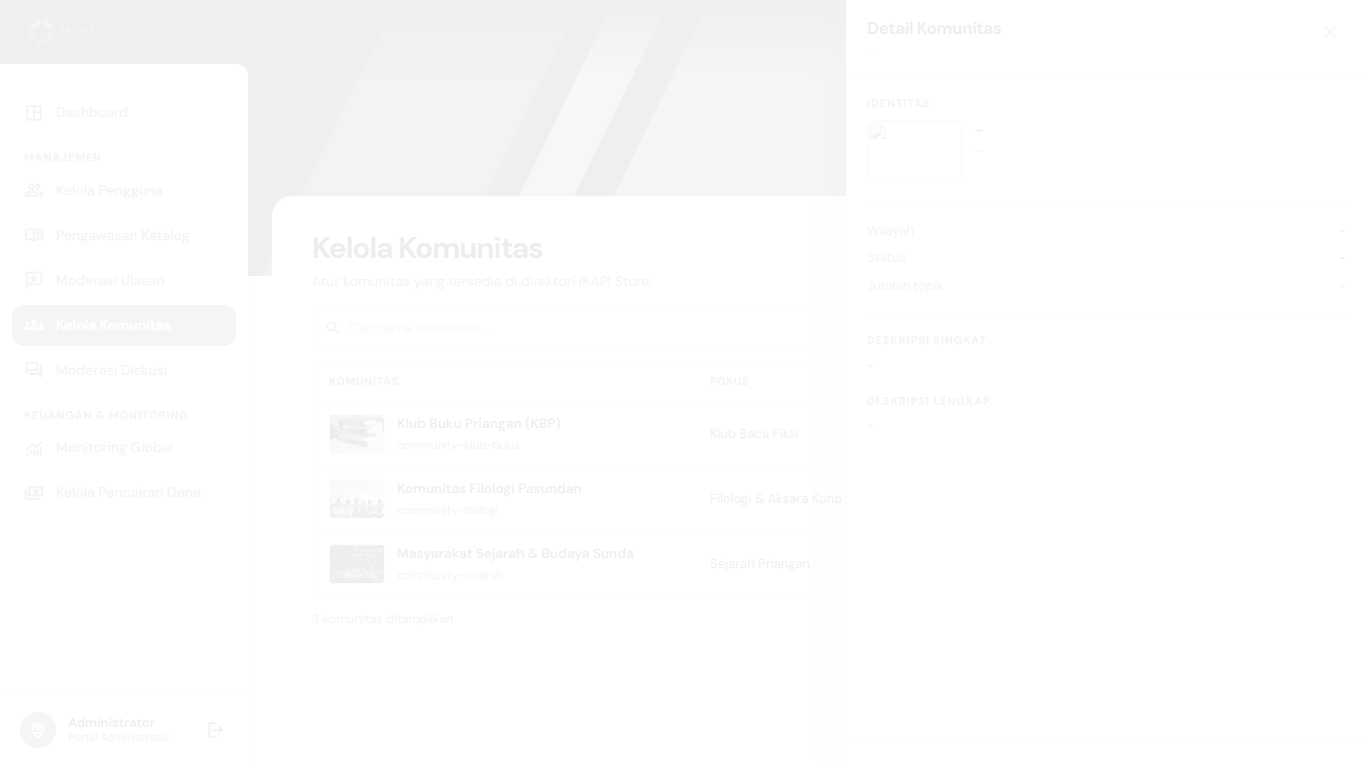 IKAPI
Dashboard
MANAJEMEN
Kelola Pengguna
Pengawasan Katalog
Moderasi Ulasan
Kelola Komunitas
Moderasi Diskusi
KEUANGAN & MONITORING
Monitoring Global
Kelola Pencairan Dana
Administrator
Portal Administrator
Kelola Komunitas
Atur komunitas yang tersedia di direktori IKAPI Store.
Cari nama komunitas...
KOMUNITAS FOKUS
Klub Buku Priangan (KBP)
community-klub-buku
Klub Baca Fiksi
Komunitas Filologi Pasundan
community-filologi
Filologi & Aksara Kuno
Masyarakat Sejarah & Budaya Sunda
community-sejarah
Sejarah Priangan
3 komunitas ditampilkan
Detail Komunitas
-
IDENTITAS
-
-
Wilayah -
Status -
Jumlah topik -
DESKRIPSI SINGKAT
-
DESKRIPSI LENGKAP
-